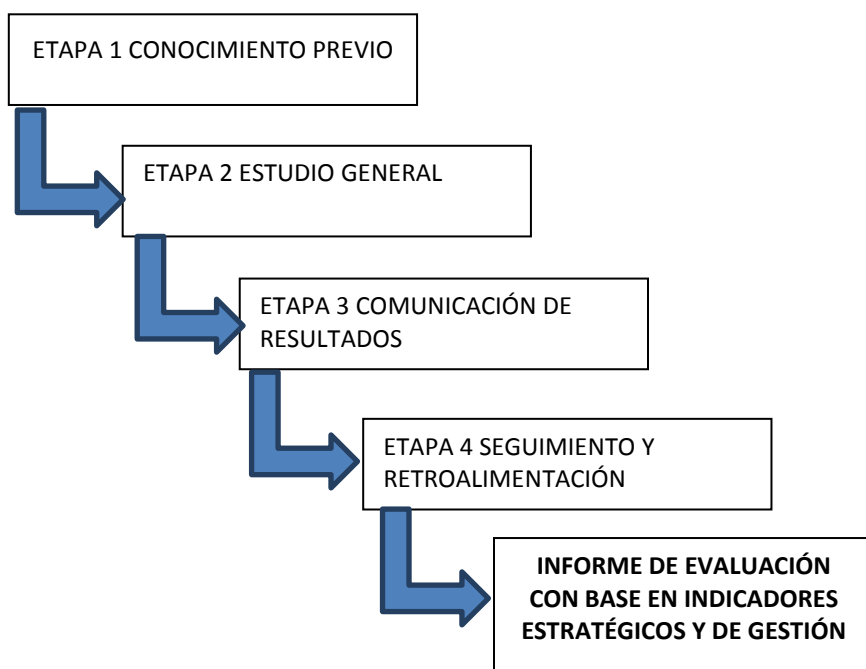 ETAPA 1 CONOCIMIENTO PREVIO
ETAPA 2 ESTUDIO GENERAL
ETAPA 3 COMUNICACIÓN DE
RESULTADOS
ETAPA 4 SEGUIMIENTO Y
RETROALIMENTACIÓN
INFORME DE EVALUACIÓN
CON BASE EN INDICADORES
ESTRATÉGICOS Y DE GESTIÓN